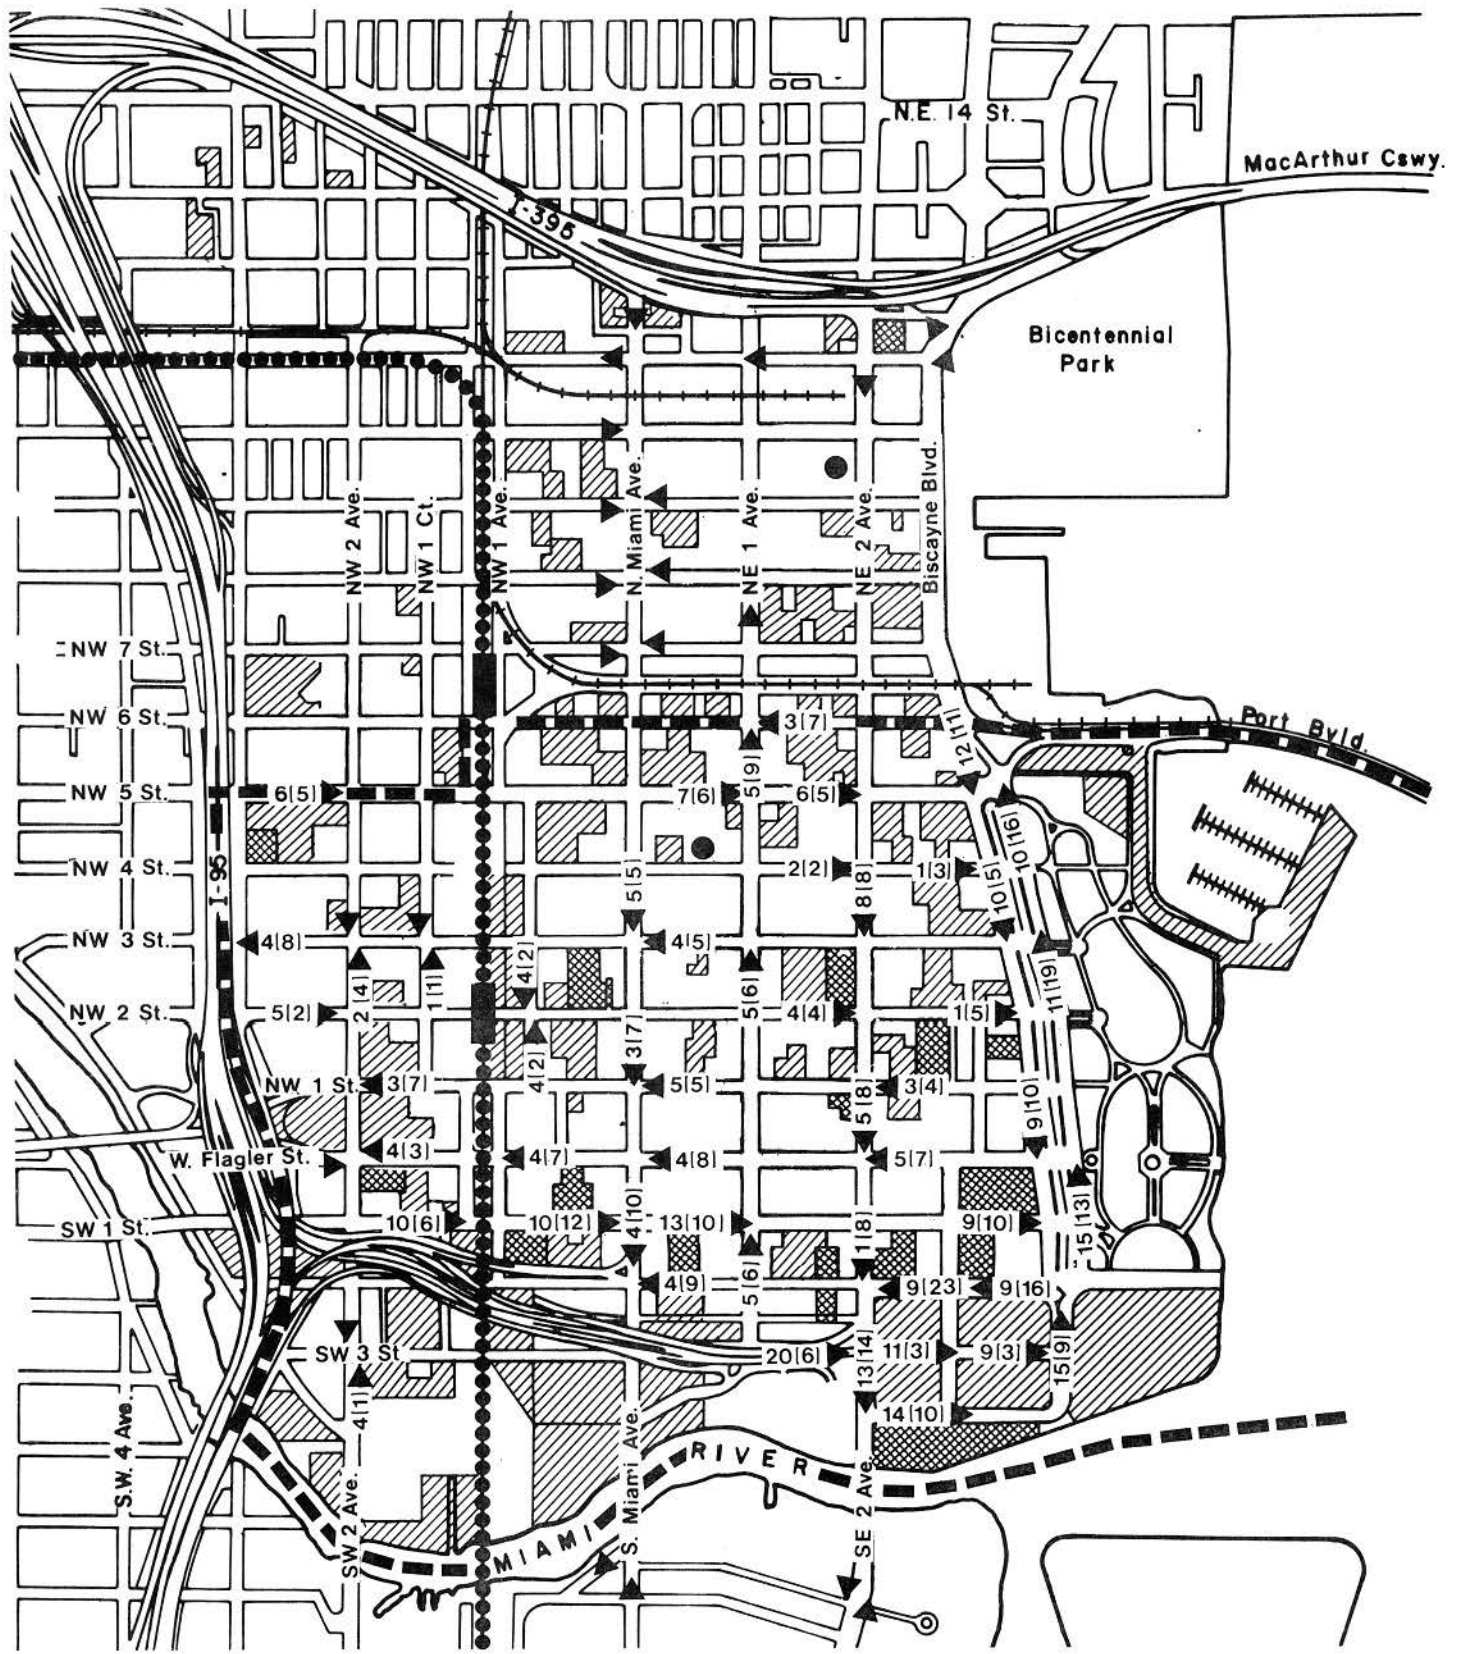 N.E. 14 St.
MacArthur Cswy.
I-395
Bicentennial
Park
Biscayne Blvd.
NW 2 Ave.
NW 1 Ct.
NW 1 Ave.
N. Miami Ave.
NE 1 Ave.
NE 2 Ave.
NW 7 St.
NW 6 St.
3[7]
12[11]
Port Bvld.
NW 5 St.
6[5]
7[6]
5[9]
6[5]
10[16]
NW 4 St.
I-95
5[5]
2[2]
8[8]
1[3]
10[5]
NW 3 St.
4[8]
4[2]
4[5]
11[19]
NW 2 St.
5[2]
2[4]
1[1]
5[6]
4[4]
1[5]
3[7]
NW 1 St.
3[7]
4[2]
5[5]
5[8]
3[4]
9[10]
W. Flagler St.
4[3]
4[7]
4[8]
5[7]
SW 1 St.
10[6]
10[12]
4[10]
13[10]
1[8]
9[10]
15[13]
4[9]
5[6]
9[23]
9[16]
SW 3 St
20[6]
13[14]
11[3]
9[3]
15[9]
4[1]
14[10]
S.W. 4 Ave.
SW 2 Ave.
S. Miami Ave.
SE 2 Ave.
MIAMI RIVER